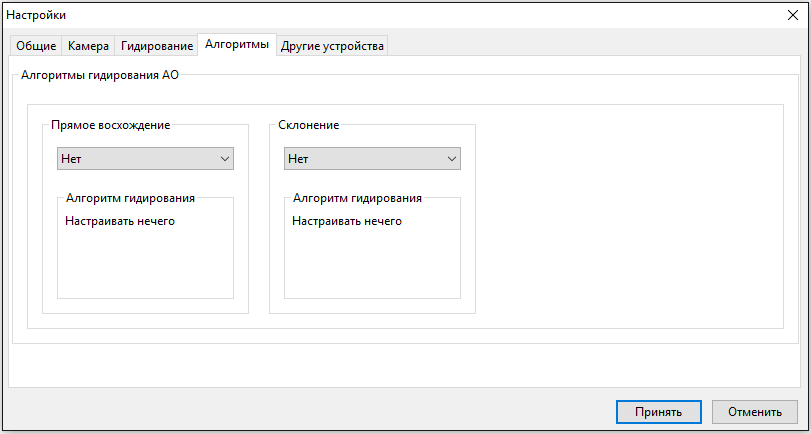 Настройки
Общие Камера Гидирование Алгоритмы Другие устройства
Алгоритмы гидирования АО
Прямое восхождение Склонение
Нет Нет
Алгоритм гидирования Алгоритм гидирования
Настраивать нечего Настраивать нечего
Принять Отменить